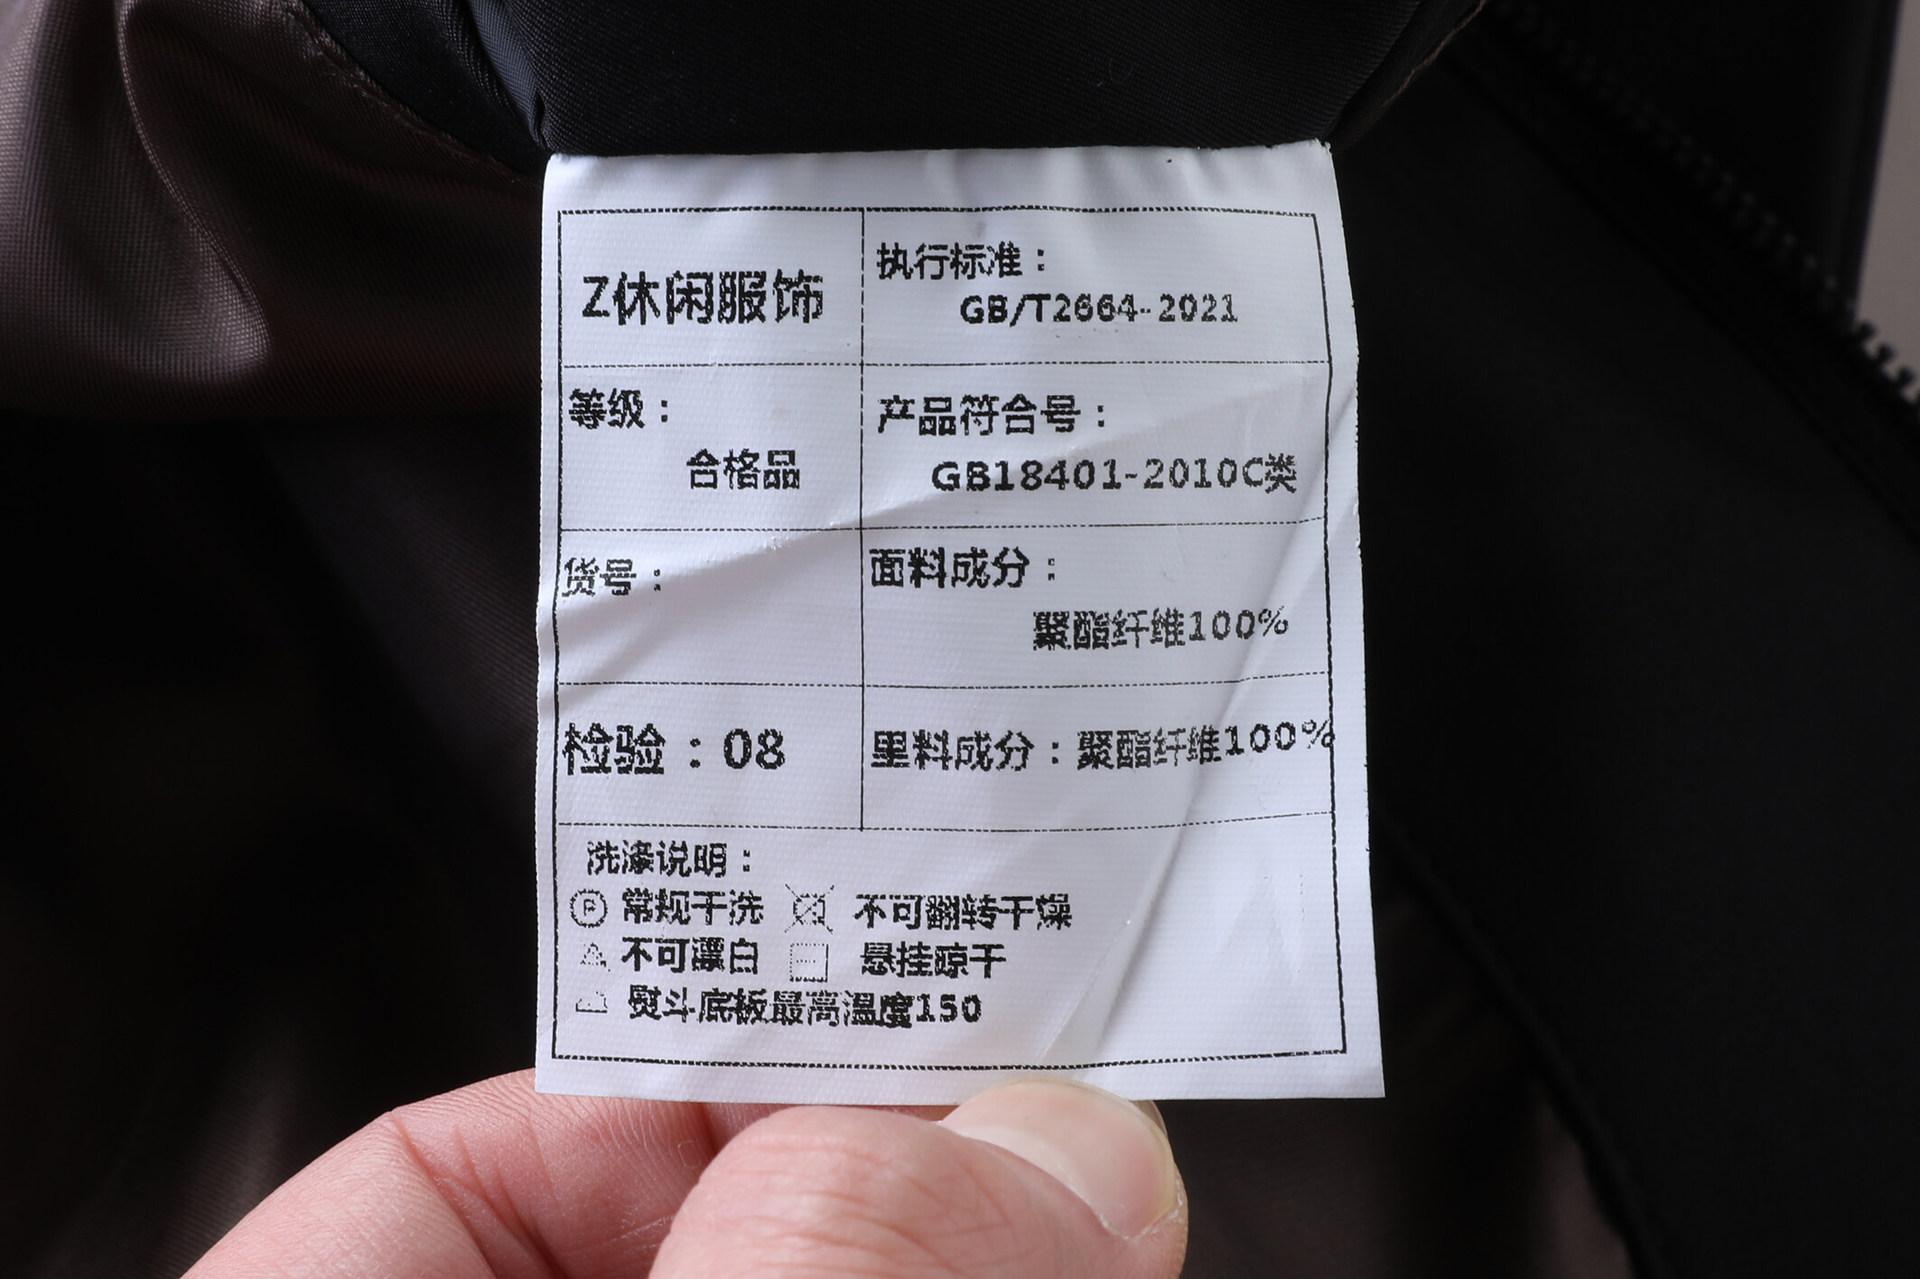 Z休闲服饰
执行标准：
GB/T2664-2021
等级：
合格品
产品符合号：
GB18401-2010C类
货号：
面料成分：
聚酯纤维100%
检验：08
里料成分：聚酯纤维100%
洗涤说明：
P 常规干洗 不可翻转干燥
不可漂白 悬挂晾干
熨斗底板最高温度150